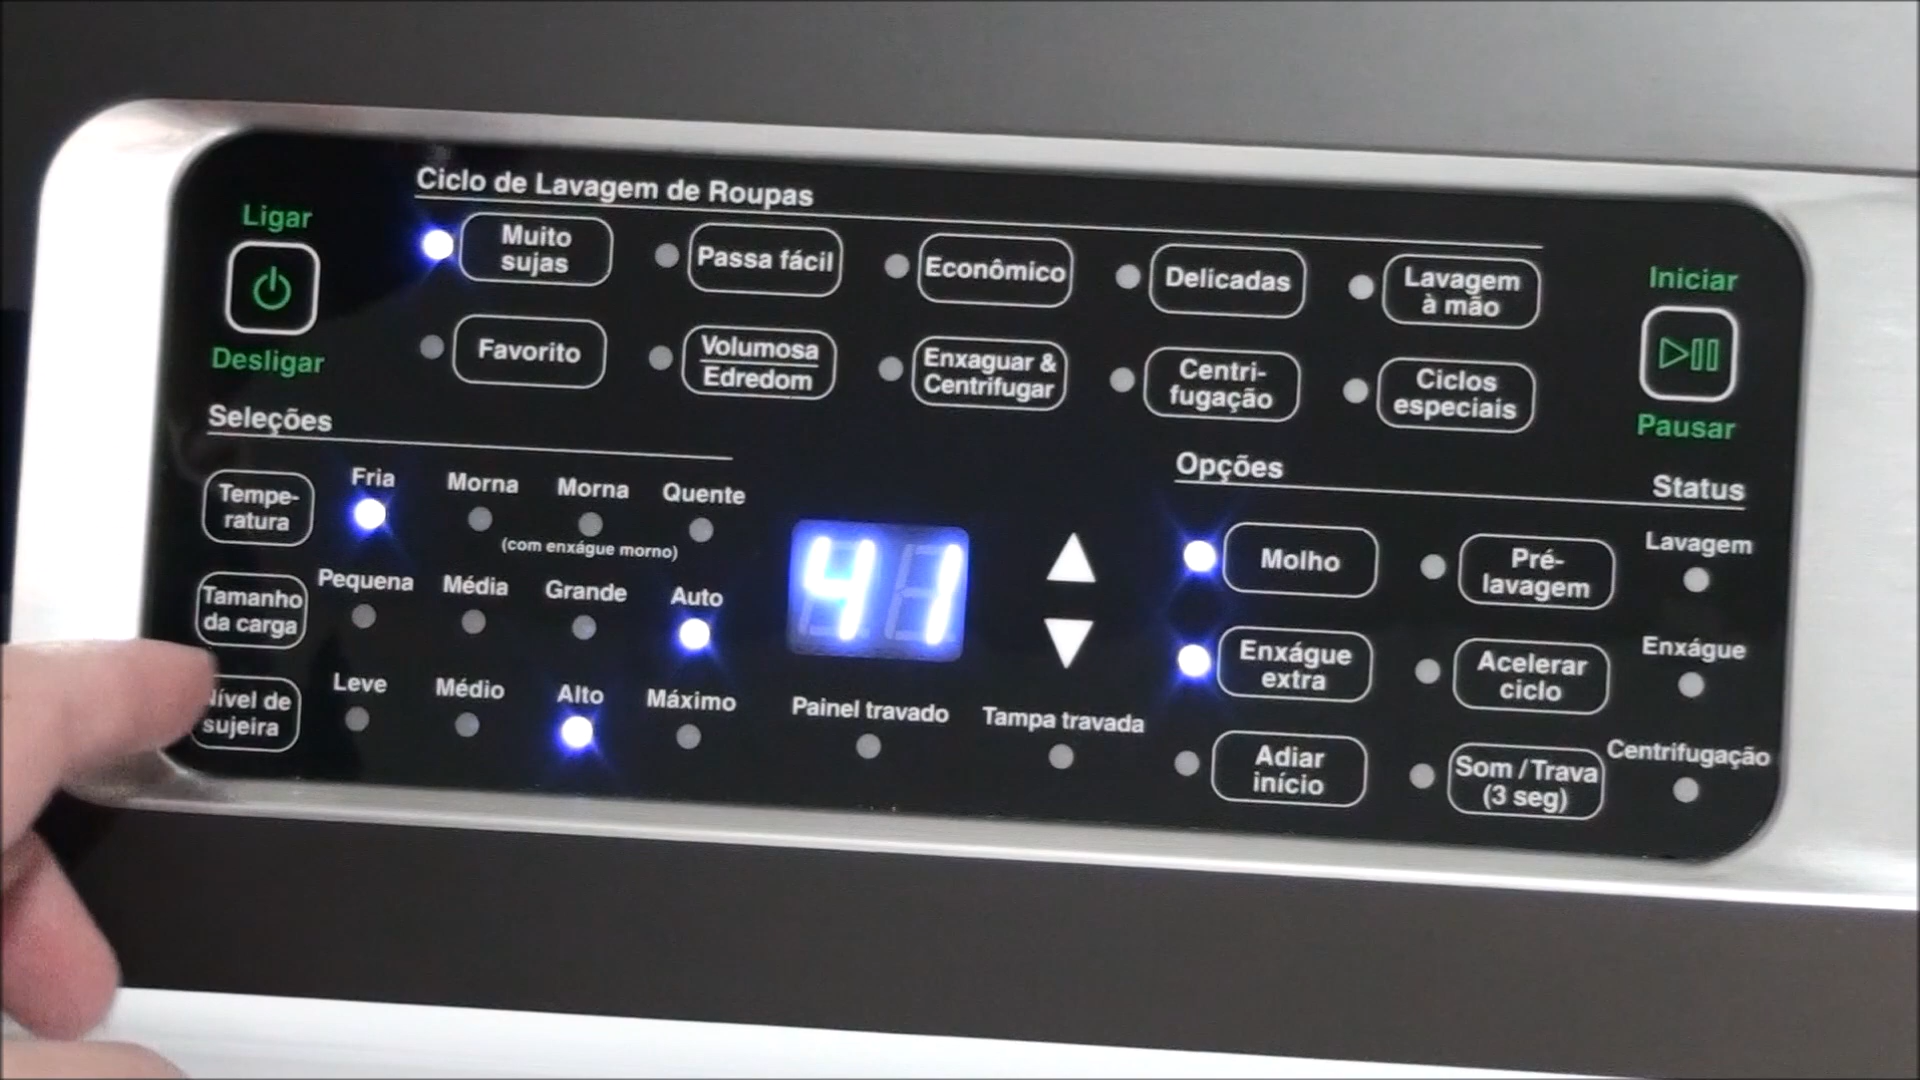 Ciclo de Lavagem de Roupas
Ligar
Desligar
Muito
sujas
Passa fácil
Econômico
Delicadas
Lavagem
à mão
Favorito
Volumosa
Edredom
Enxaguar &
Centrifugar
Centri-
fugação
Ciclos
especiais
Iniciar
Pausar
Seleções
Tempe-
ratura
Fria
Morna
Morna
Quente
(com enxágue morno)
Tamanho
da carga
Pequena
Média
Grande
Auto
Nível de
sujeira
Leve
Médio
Alto
Máximo
41
Painel travado
Tampa travada
Opções
Molho
Pré-
lavagem
Enxágue
extra
Acelerar
ciclo
Adiar
início
Som / Trava
(3 seg)
Status
Lavagem
Enxágue
Centrifugação